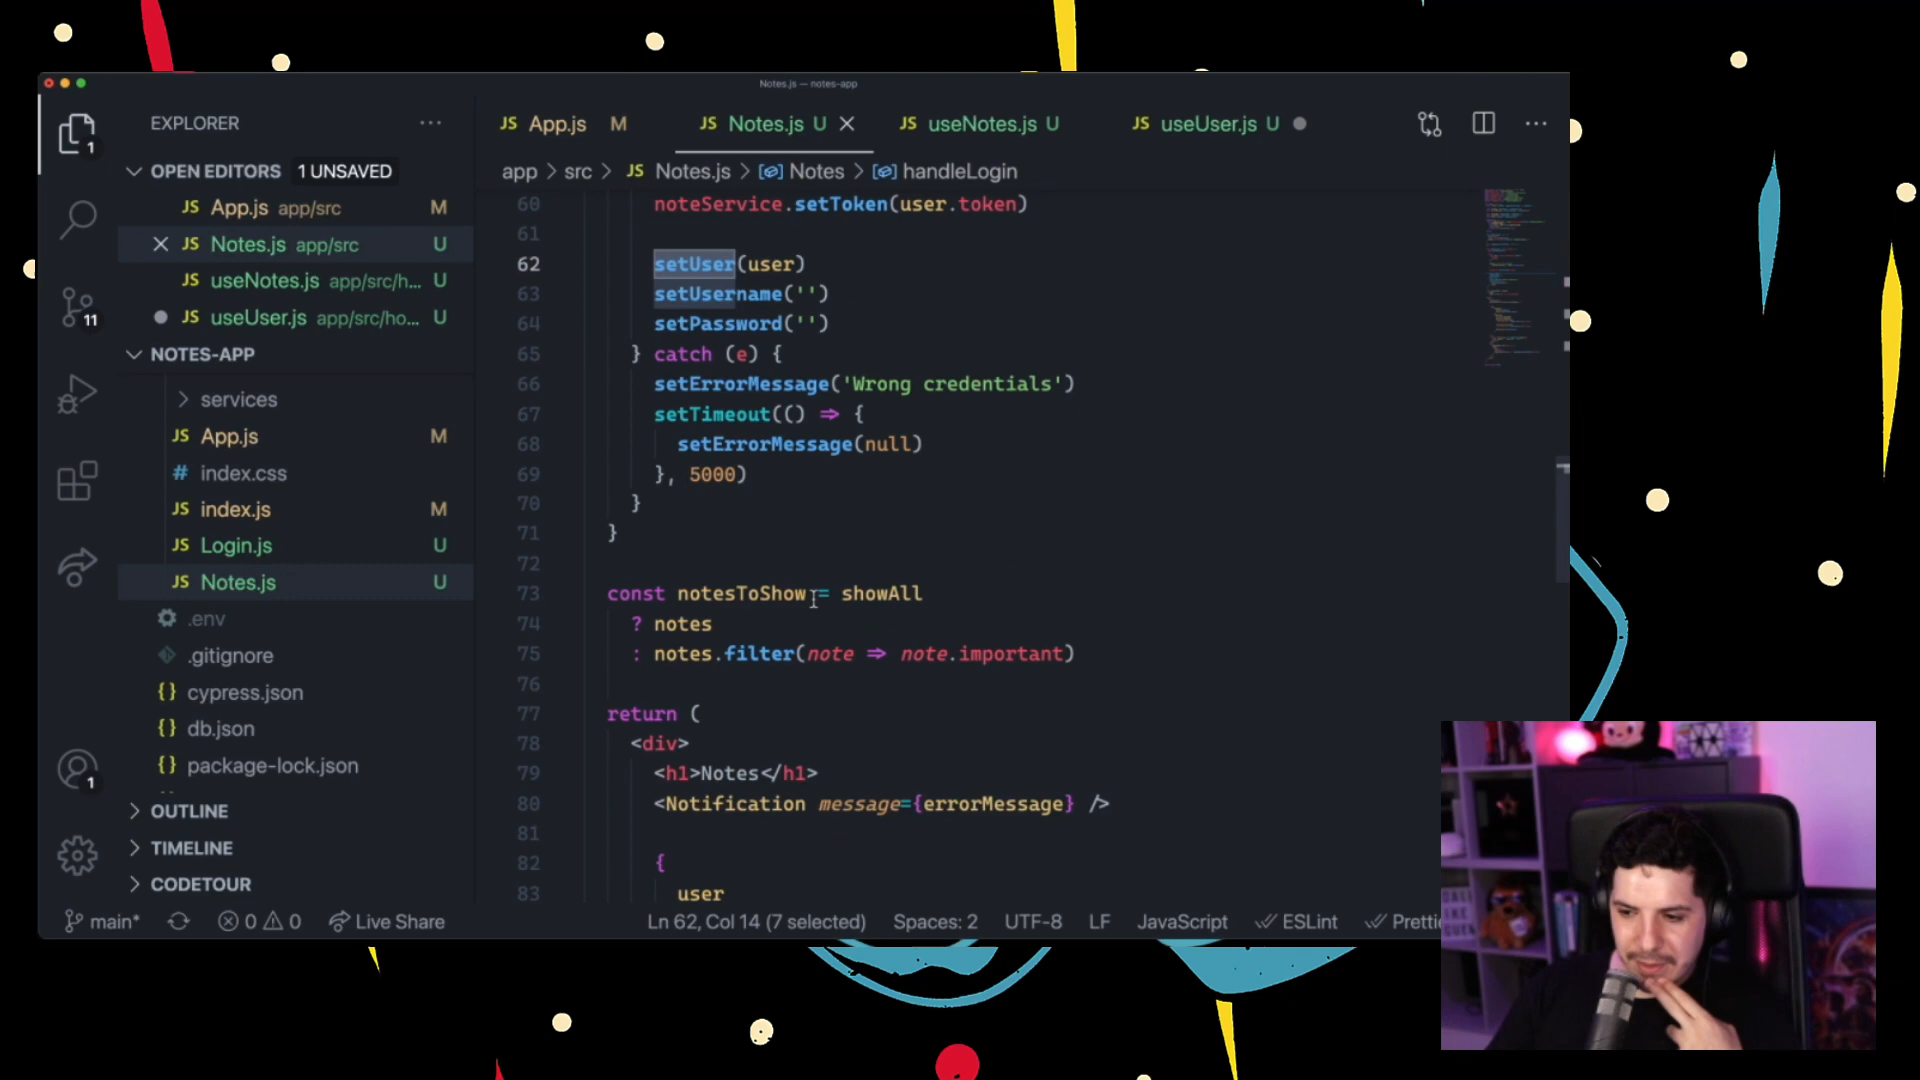 Notes.js — notes-app
EXPLORER
OPEN EDITORS 1 UNSAVED
JS App.js app/src M
JS Notes.js app/src U
JS useNotes.js app/src/h... U
JS useUser.js app/src/ho... U
NOTES-APP
services
JS App.js M
# index.css
JS index.js M
JS Login.js U
JS Notes.js U
.env
.gitignore
{} cypress.json
{} db.json
{} package-lock.json
OUTLINE
TIMELINE
CODETOUR
1
11
1
JS App.js M JS Notes.js U JS useNotes.js U JS useUser.js U
app > src > JS Notes.js > Notes > handleLogin
60 noteService.setToken(user.token)
61
62 setUser(user)
63 setUsername('')
64 setPassword('')
65 } catch (e) {
66 setErrorMessage('Wrong credentials')
67 setTimeout(() => {
68 setErrorMessage(null)
69 }, 5000)
70 }
71 }
72
73 const notesToShow = showAll
74 ? notes
75 : notes.filter(note => note.important)
76
77 return (
78 <div>
79 <h1>Notes</h1>
80 <Notification message={errorMessage} />
81
82 {
83 user
main* 0 0 Live Share Ln 62, Col 14 (7 selected) Spaces: 2 UTF-8 LF JavaScript ESLint Pretti